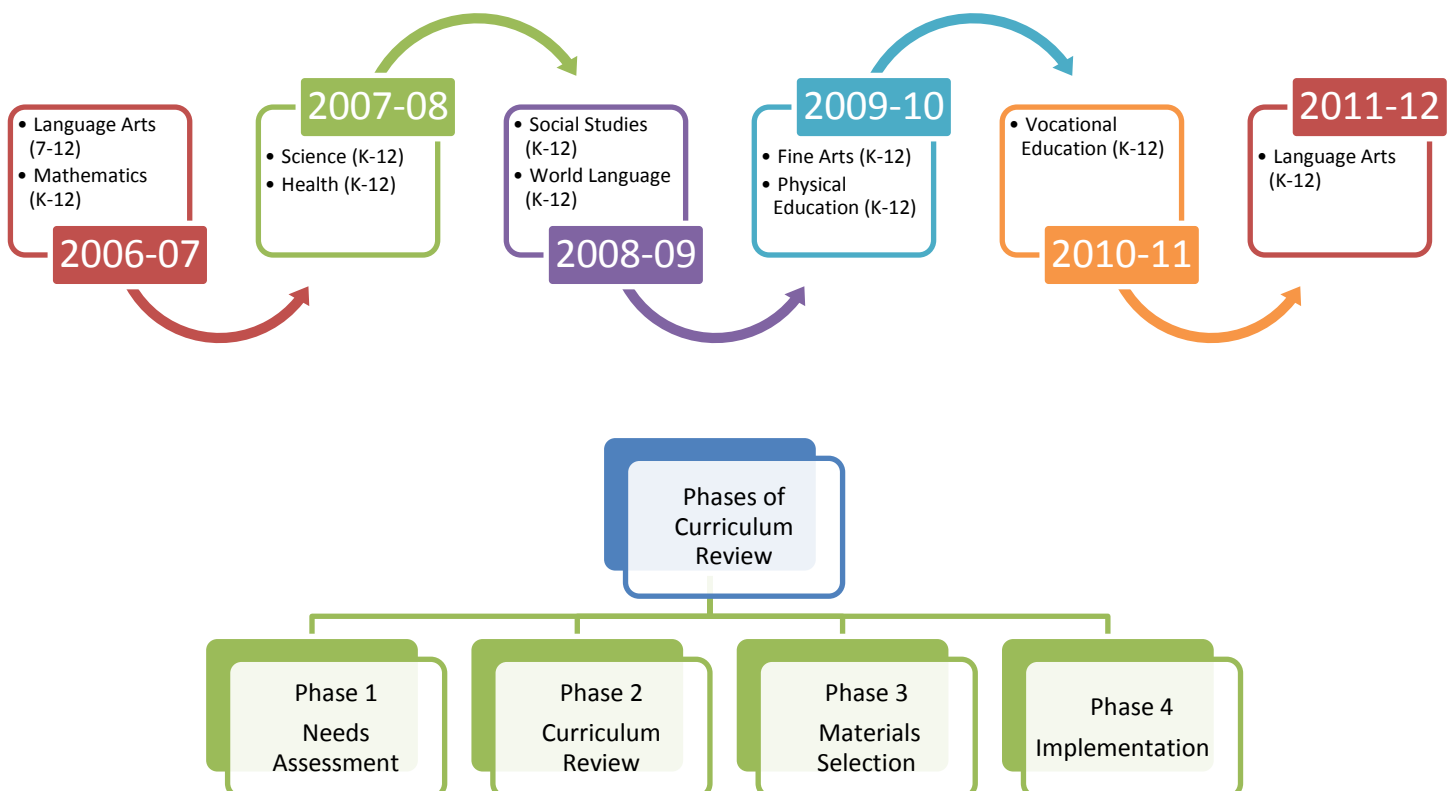 • Language Arts
(7-12)
• Mathematics
(K-12)
2006-07
2007-08
• Science (K-12)
• Health (K-12)
• Social Studies
(K-12)
• World Language
(K-12)
2008-09
2009-10
• Fine Arts (K-12)
• Physical
Education (K-12)
• Vocational
Education (K-12)
2010-11
2011-12
• Language Arts
(K-12)
Phases of
Curriculum
Review
Phase 1
Needs
Assessment
Phase 2
Curriculum
Review
Phase 3
Materials
Selection
Phase 4
Implementation